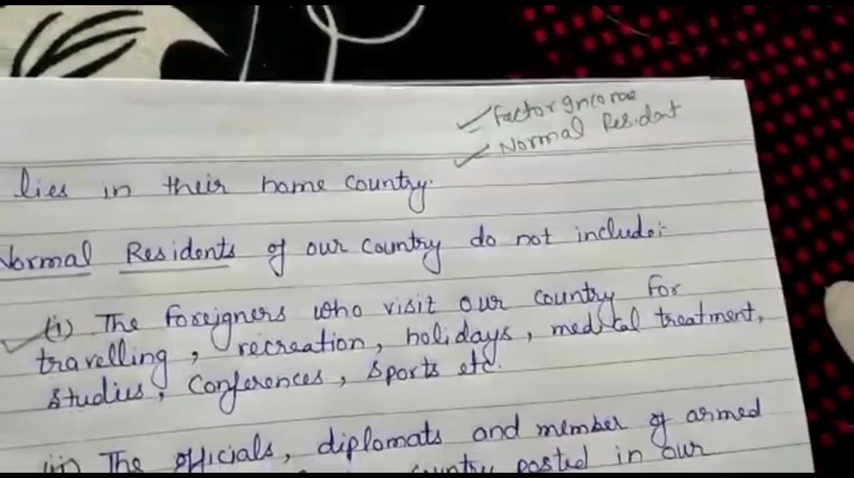 Factor Income
Normal Resident
lies in their home country.
Normal Residents of our country do not include:
(i) The foreigners who visit our country for
travelling, recreation, holidays, medical treatment,
studies, conferences, sports etc.
(ii) The officials, diplomats and member of armed
country posted in our